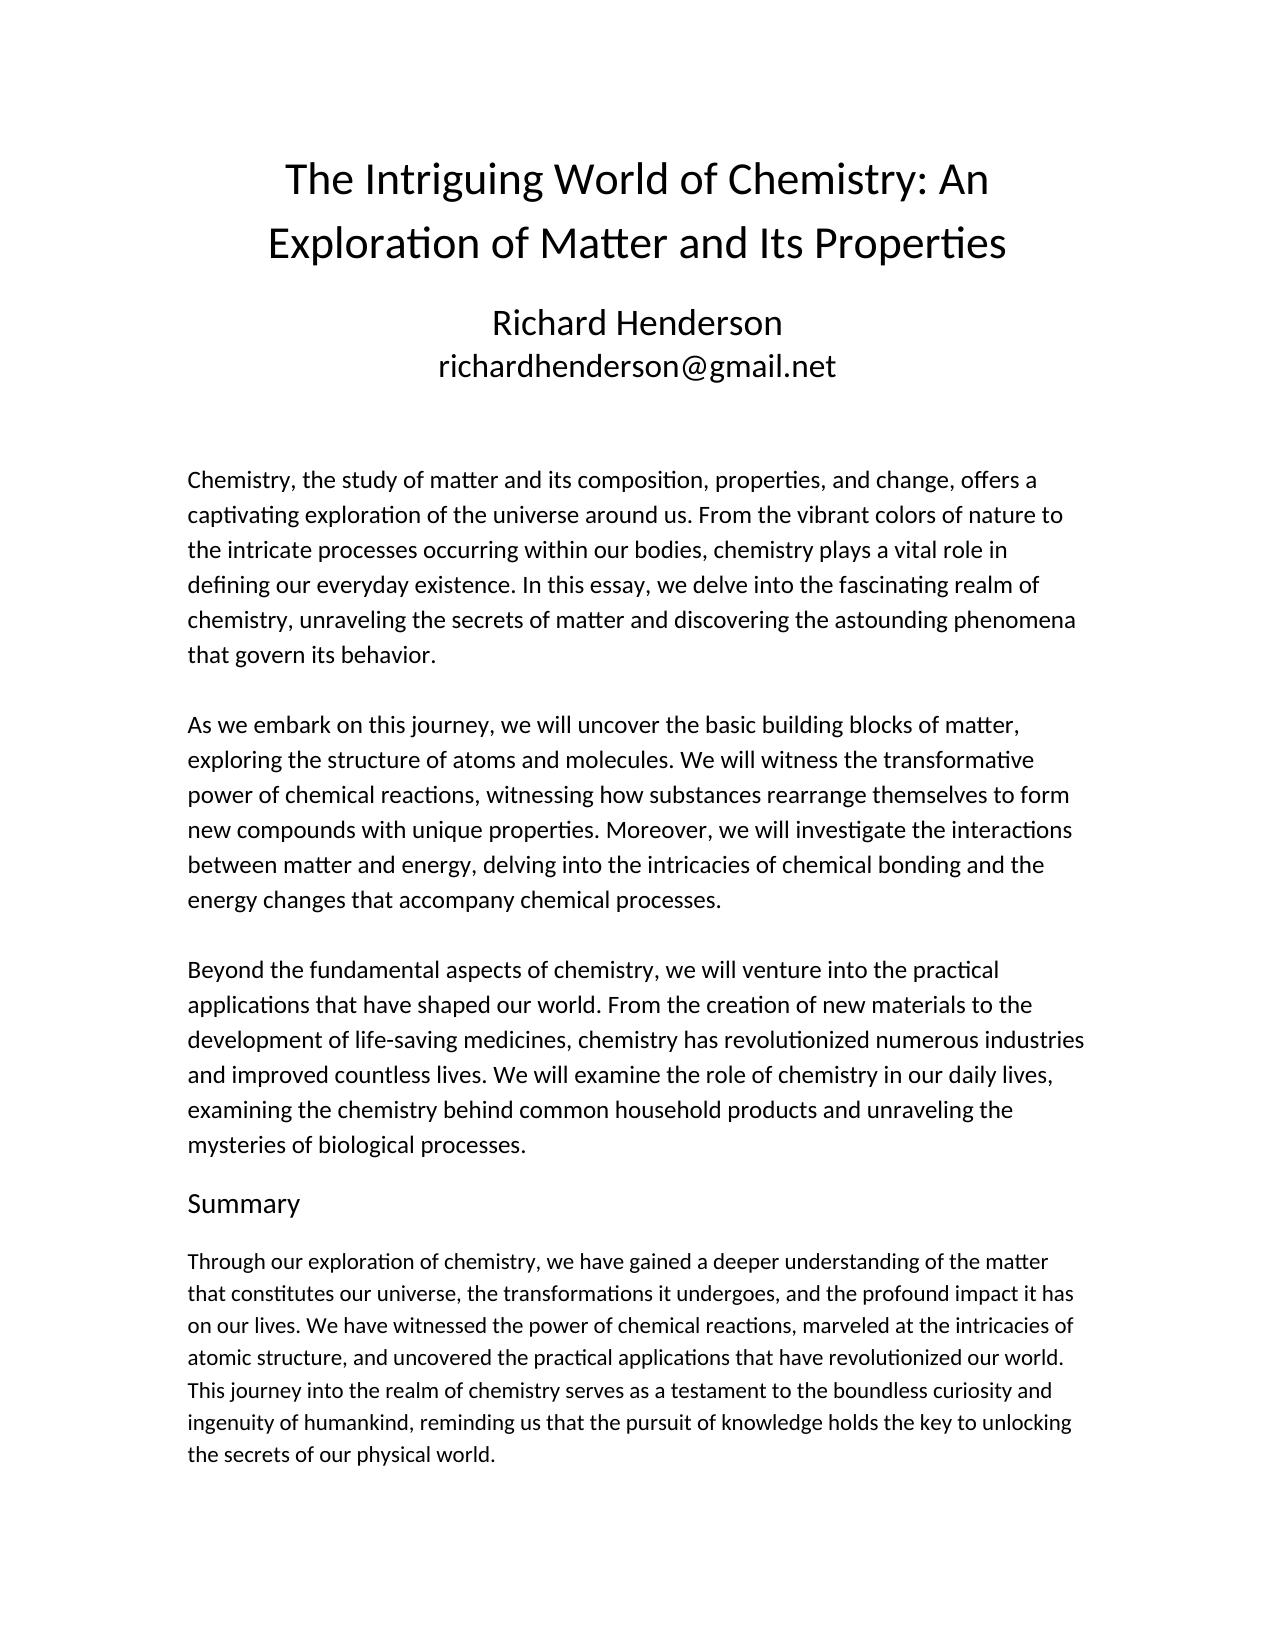 The Intriguing World of Chemistry: An
Exploration of Matter and Its Properties
Richard Henderson
richardhenderson@gmail.net
Chemistry, the study of matter and its composition, properties, and change, offers a
captivating exploration of the universe around us. From the vibrant colors of nature to
the intricate processes occurring within our bodies, chemistry plays a vital role in
defining our everyday existence. In this essay, we delve into the fascinating realm of
chemistry, unraveling the secrets of matter and discovering the astounding phenomena
that govern its behavior.
As we embark on this journey, we will uncover the basic building blocks of matter,
exploring the structure of atoms and molecules. We will witness the transformative
power of chemical reactions, witnessing how substances rearrange themselves to form
new compounds with unique properties. Moreover, we will investigate the interactions
between matter and energy, delving into the intricacies of chemical bonding and the
energy changes that accompany chemical processes.
Beyond the fundamental aspects of chemistry, we will venture into the practical
applications that have shaped our world. From the creation of new materials to the
development of life-saving medicines, chemistry has revolutionized numerous industries
and improved countless lives. We will examine the role of chemistry in our daily lives,
examining the chemistry behind common household products and unraveling the
mysteries of biological processes.
Summary
Through our exploration of chemistry, we have gained a deeper understanding of the matter
that constitutes our universe, the transformations it undergoes, and the profound impact it has
on our lives. We have witnessed the power of chemical reactions, marveled at the intricacies of
atomic structure, and uncovered the practical applications that have revolutionized our world.
This journey into the realm of chemistry serves as a testament to the boundless curiosity and
ingenuity of humankind, reminding us that the pursuit of knowledge holds the key to unlocking
the secrets of our physical world.